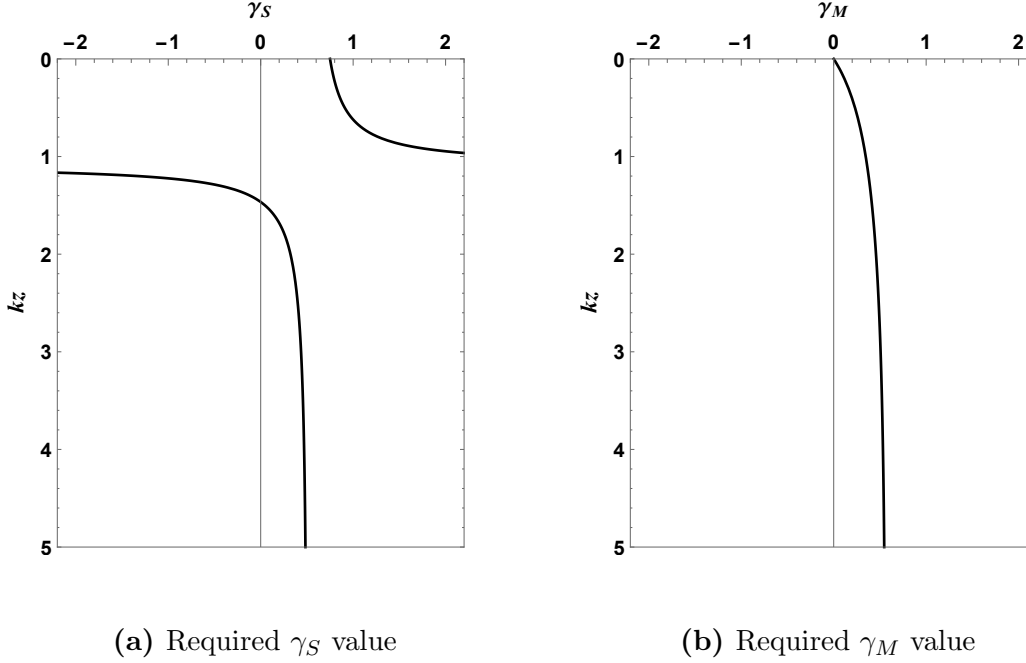 γS γM
−2 −1 0 1 2 −2 −1 0 1 2
0 0
1 1
2 2
kz kz
3 3
4 4
5 5
(a) Required γS value (b) Required γM value